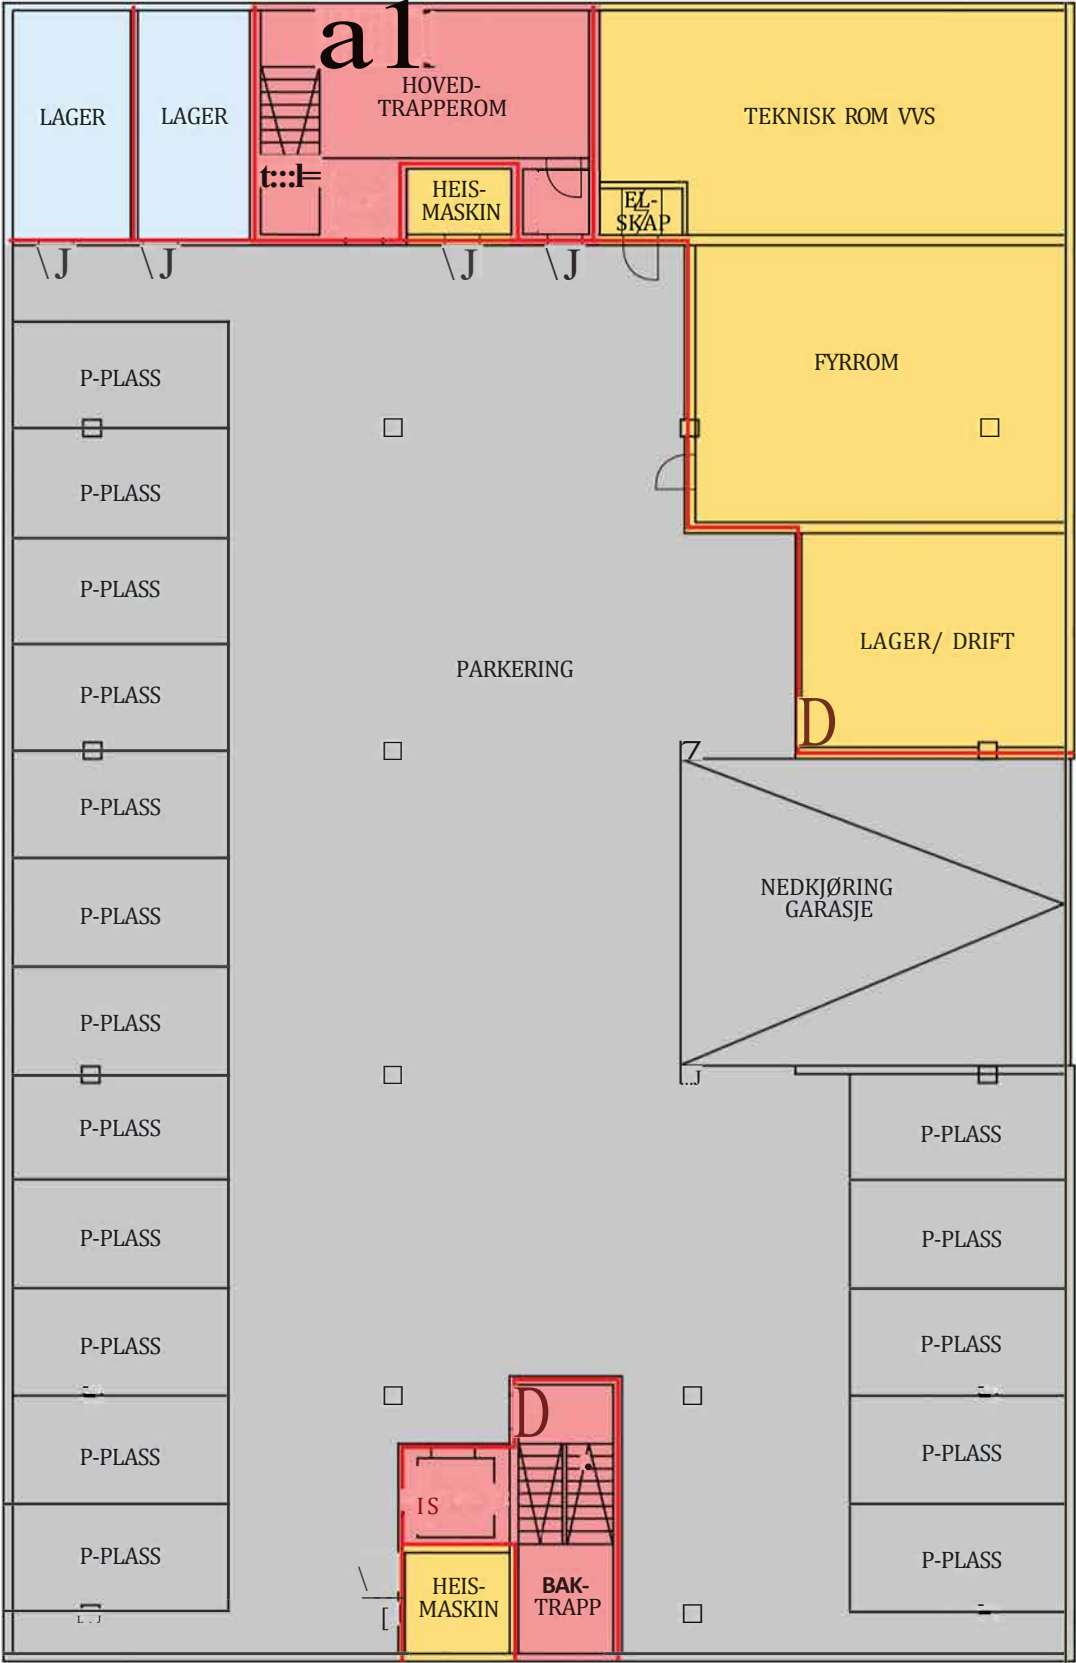 a1
HOVED-
TRAPPEROM
LAGER
LAGER
TEKNISK ROM VVS
HEIS-
MASKIN
EL-
SKAP
P-PLASS
FYRROM
P-PLASS
P-PLASS
LAGER/ DRIFT
PARKERING
P-PLASS
D
P-PLASS
NEDKJØRING
GARASJE
P-PLASS
P-PLASS
P-PLASS
P-PLASS
P-PLASS
P-PLASS
P-PLASS
P-PLASS
D
P-PLASS
P-PLASS
IS
P-PLASS
P-PLASS
HEIS-
MASKIN
BAK-
TRAPP